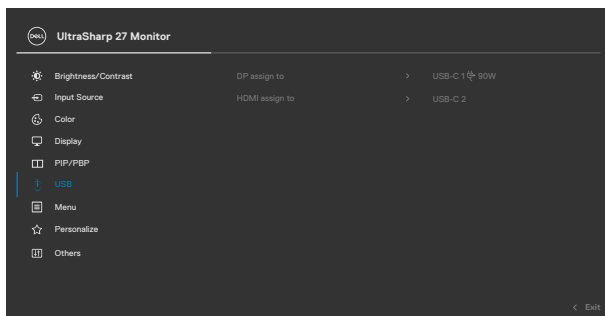 DELL UltraSharp 27 Monitor
Brightness/Contrast DP assign to > USB-C 1 90W
Input Source HDMI assign to > USB-C 2
Color
Display
PIP/PBP
USB
Menu
Personalize
Others
< Exit